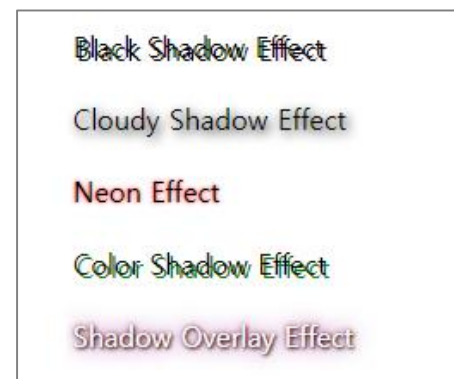 Black Shadow Effect
Cloudy Shadow Effect
Neon Effect
Color Shadow Effect
Shadow Overlay Effect